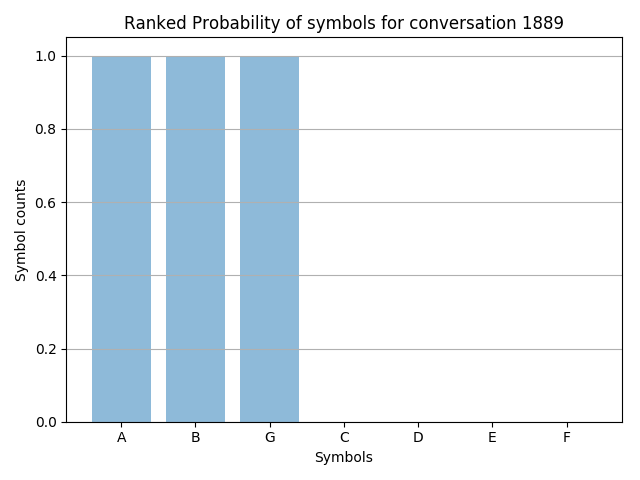 Ranked Probability of symbols for conversation 1889
1.0
0.8
0.6
0.4
0.2
0.0
Symbol counts
A B G C D E F
Symbols